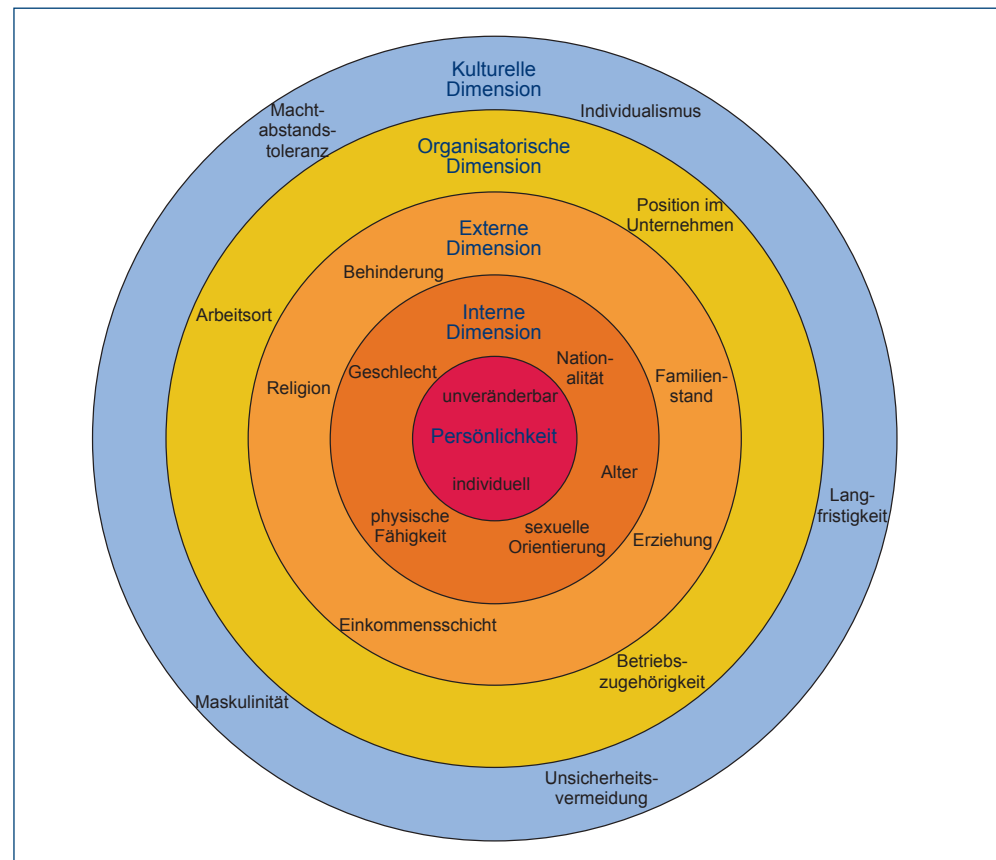 Kulturelle
Dimension
Macht-
abstands-
toleranz
Individualismus
Organisatorische
Dimension
Position im
Unternehmen
Externe
Dimension
Behinderung
Arbeitsort
Interne
Dimension
Geschlecht
Nation-
alität
Religion
Familien-
stand
unveränderbar
Persönlichkeit
individuell
Alter
physische
Fähigkeit
sexuelle
Orientierung
Lang-
fristigkeit
Erziehung
Einkommensschicht
Betriebs-
zugehörigkeit
Maskulinität
Unsicherheits-
vermeidung